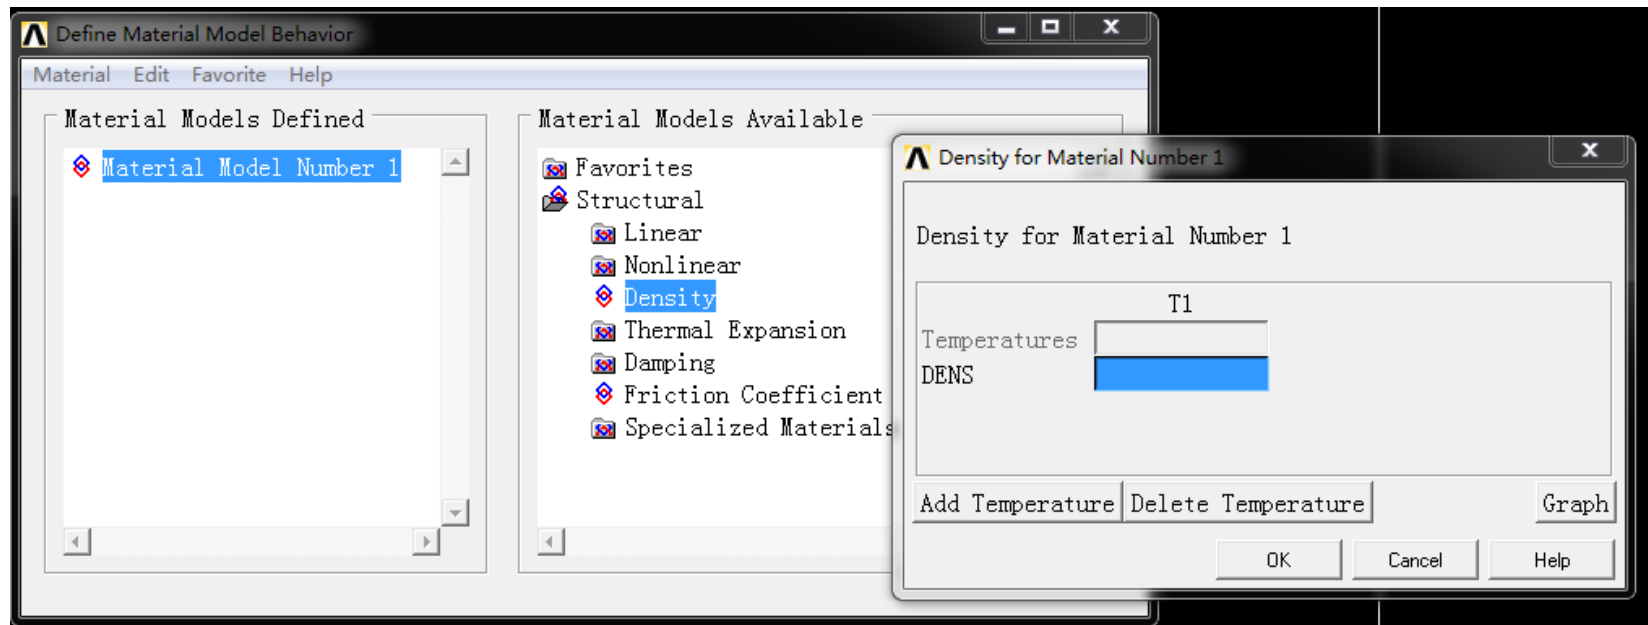 Define Material Model Behavior
Material Edit Favorite Help
Material Models Defined
Material Model Number 1
Material Models Available
Favorites
Structural
Linear
Nonlinear
Density
Thermal Expansion
Damping
Friction Coefficient
Specialized Materials
Density for Material Number 1
Density for Material Number 1
T1
Temperatures
DENS
Add Temperature Delete Temperature Graph
OK Cancel Help